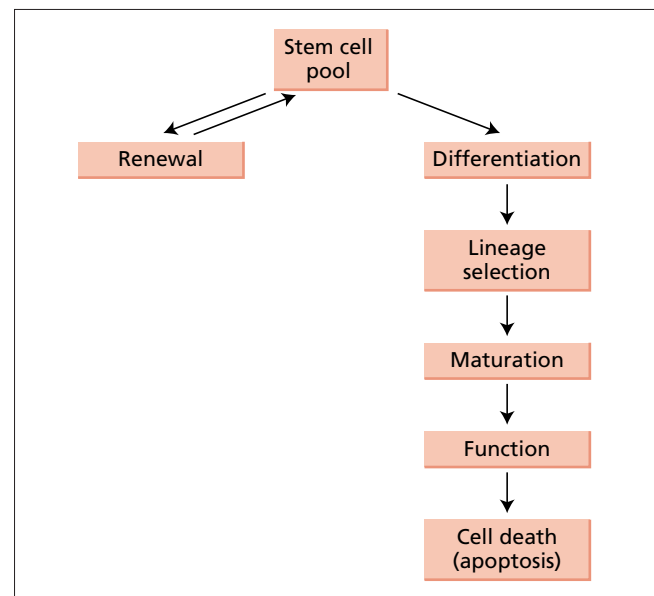 Stem cell
pool
Renewal
Differentiation
Lineage
selection
Maturation
Function
Cell death
(apoptosis)